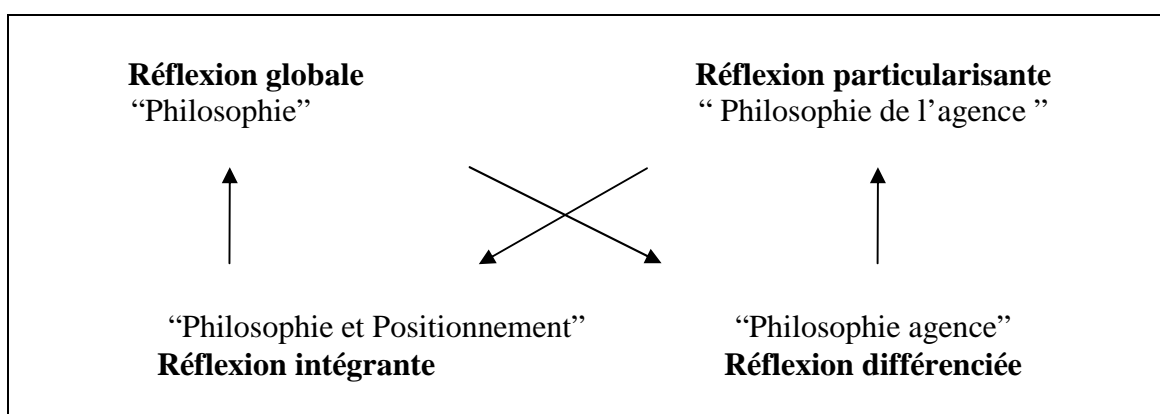 Réflexion globale
“Philosophie”
Réflexion particularisante
“ Philosophie de l’agence ”
“Philosophie et Positionnement”
Réflexion intégrante
“Philosophie agence”
Réflexion différenciée